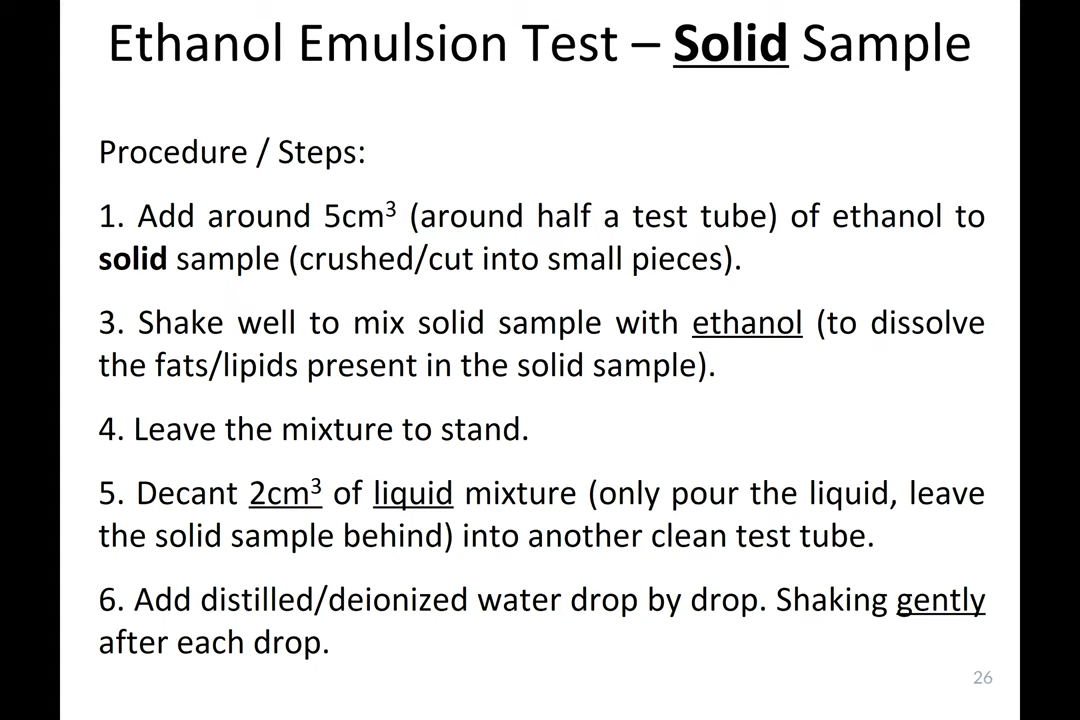 Ethanol Emulsion Test – Solid Sample
Procedure / Steps:
1. Add around 5cm³ (around half a test tube) of ethanol to
solid sample (crushed/cut into small pieces).
3. Shake well to mix solid sample with ethanol (to dissolve
the fats/lipids present in the solid sample).
4. Leave the mixture to stand.
5. Decant 2cm³ of liquid mixture (only pour the liquid, leave
the solid sample behind) into another clean test tube.
6. Add distilled/deionized water drop by drop. Shaking gently
after each drop.
26